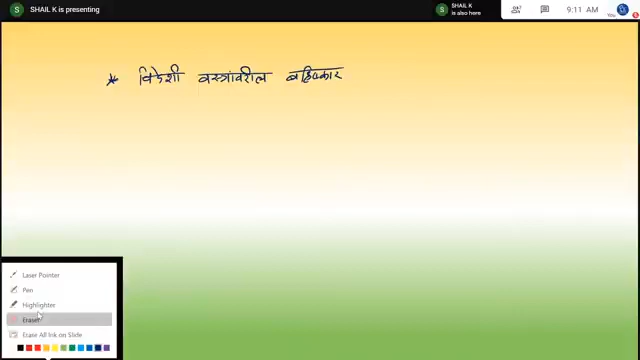 SHAIL K is presenting
SHAIL K
is also here
9:11 AM
You
* विदेशी वस्त्रांवरील बहिष्कार
Laser Pointer
Pen
Highlighter
Eraser
Erase All Ink on Slide